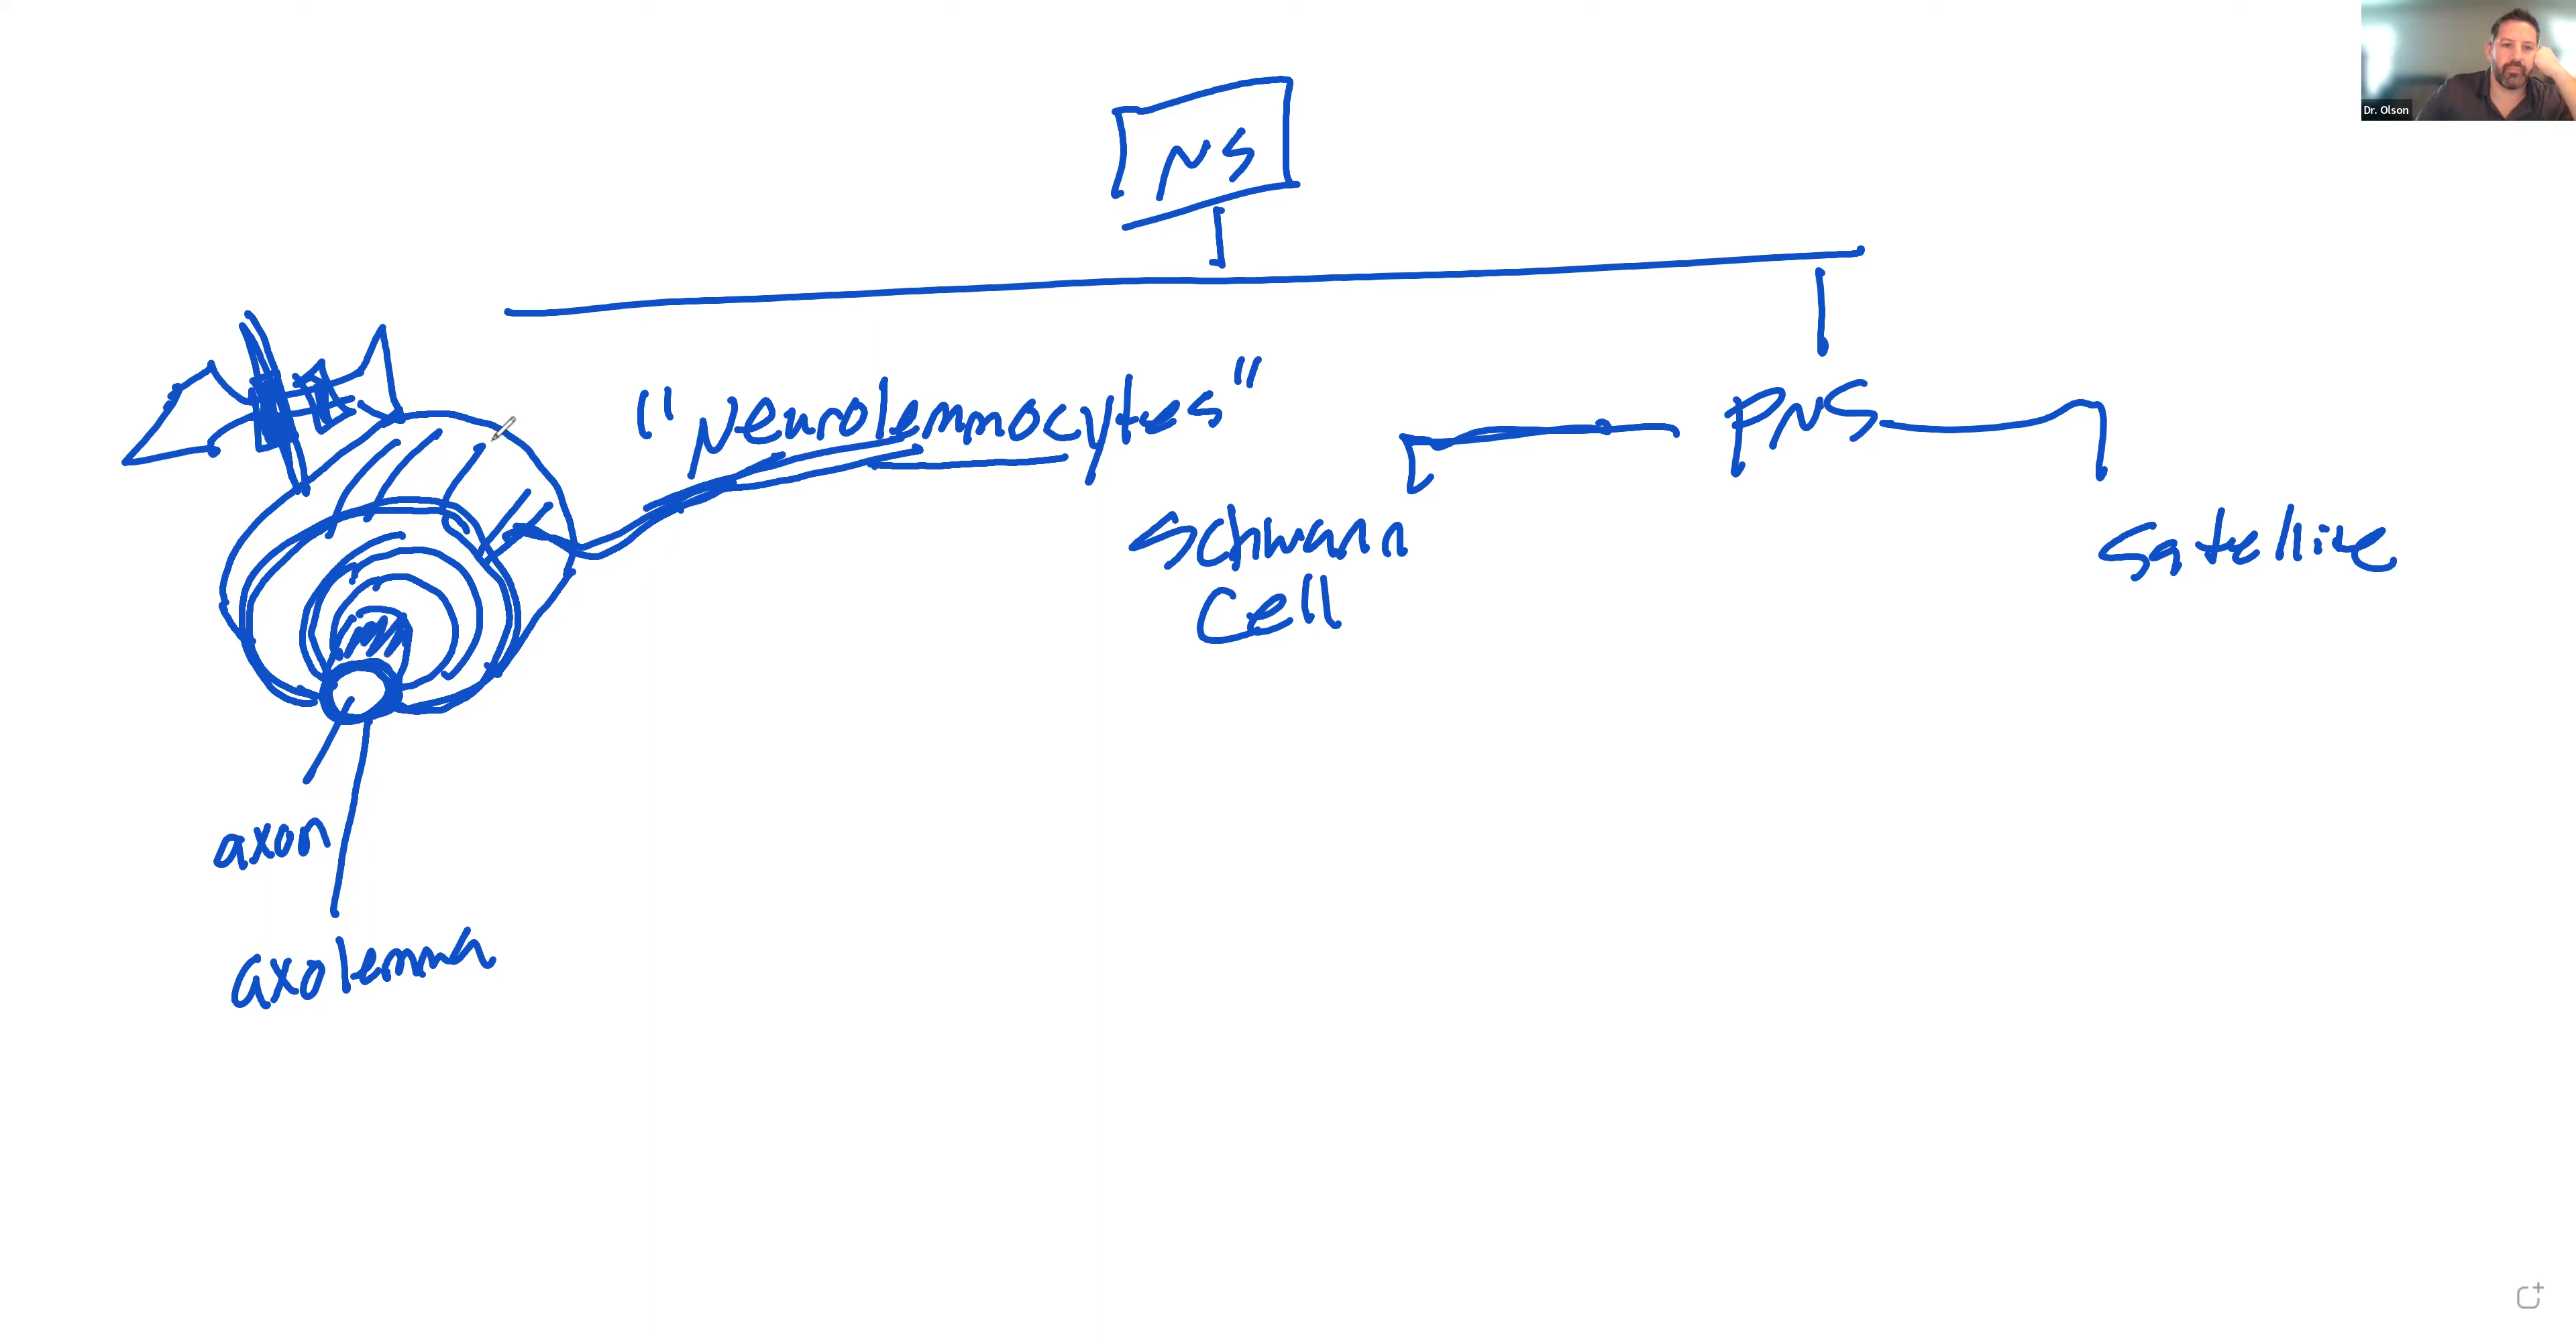 Dr. Olson
NS
"Neurolemmocytes"
PNS
Schwann
Cell
Satellite
axon
axolemma